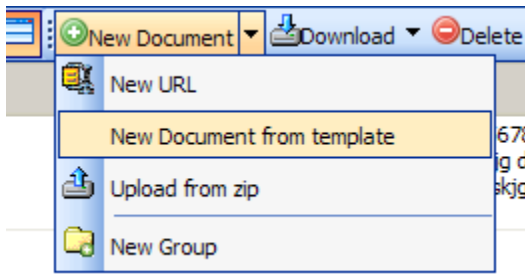 New Document Download Delete
New URL
New Document from template
Upload from zip
New Group